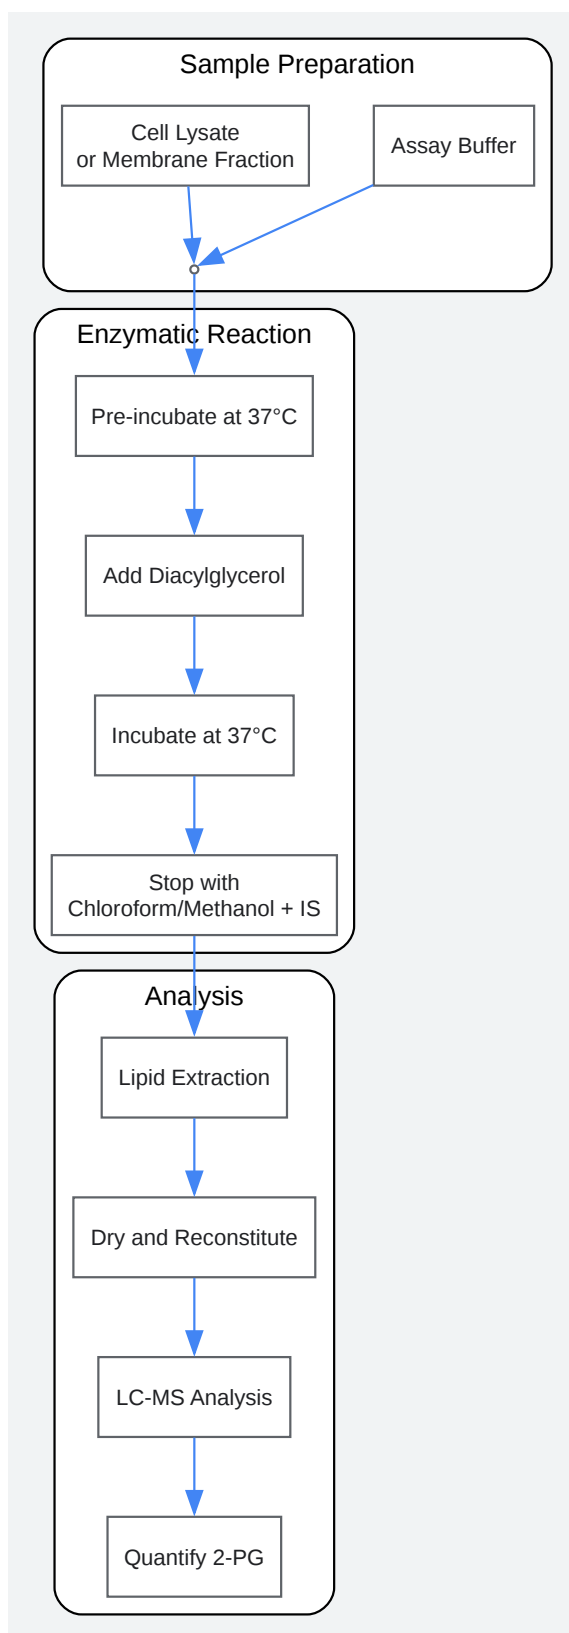 Sample Preparation
Cell Lysate
or Membrane Fraction
Assay Buffer
Enzymatic Reaction
Pre-incubate at 37°C
Add Diacylglycerol
Incubate at 37°C
Stop with
Chloroform/Methanol + IS
Analysis
Lipid Extraction
Dry and Reconstitute
LC-MS Analysis
Quantify 2-PG